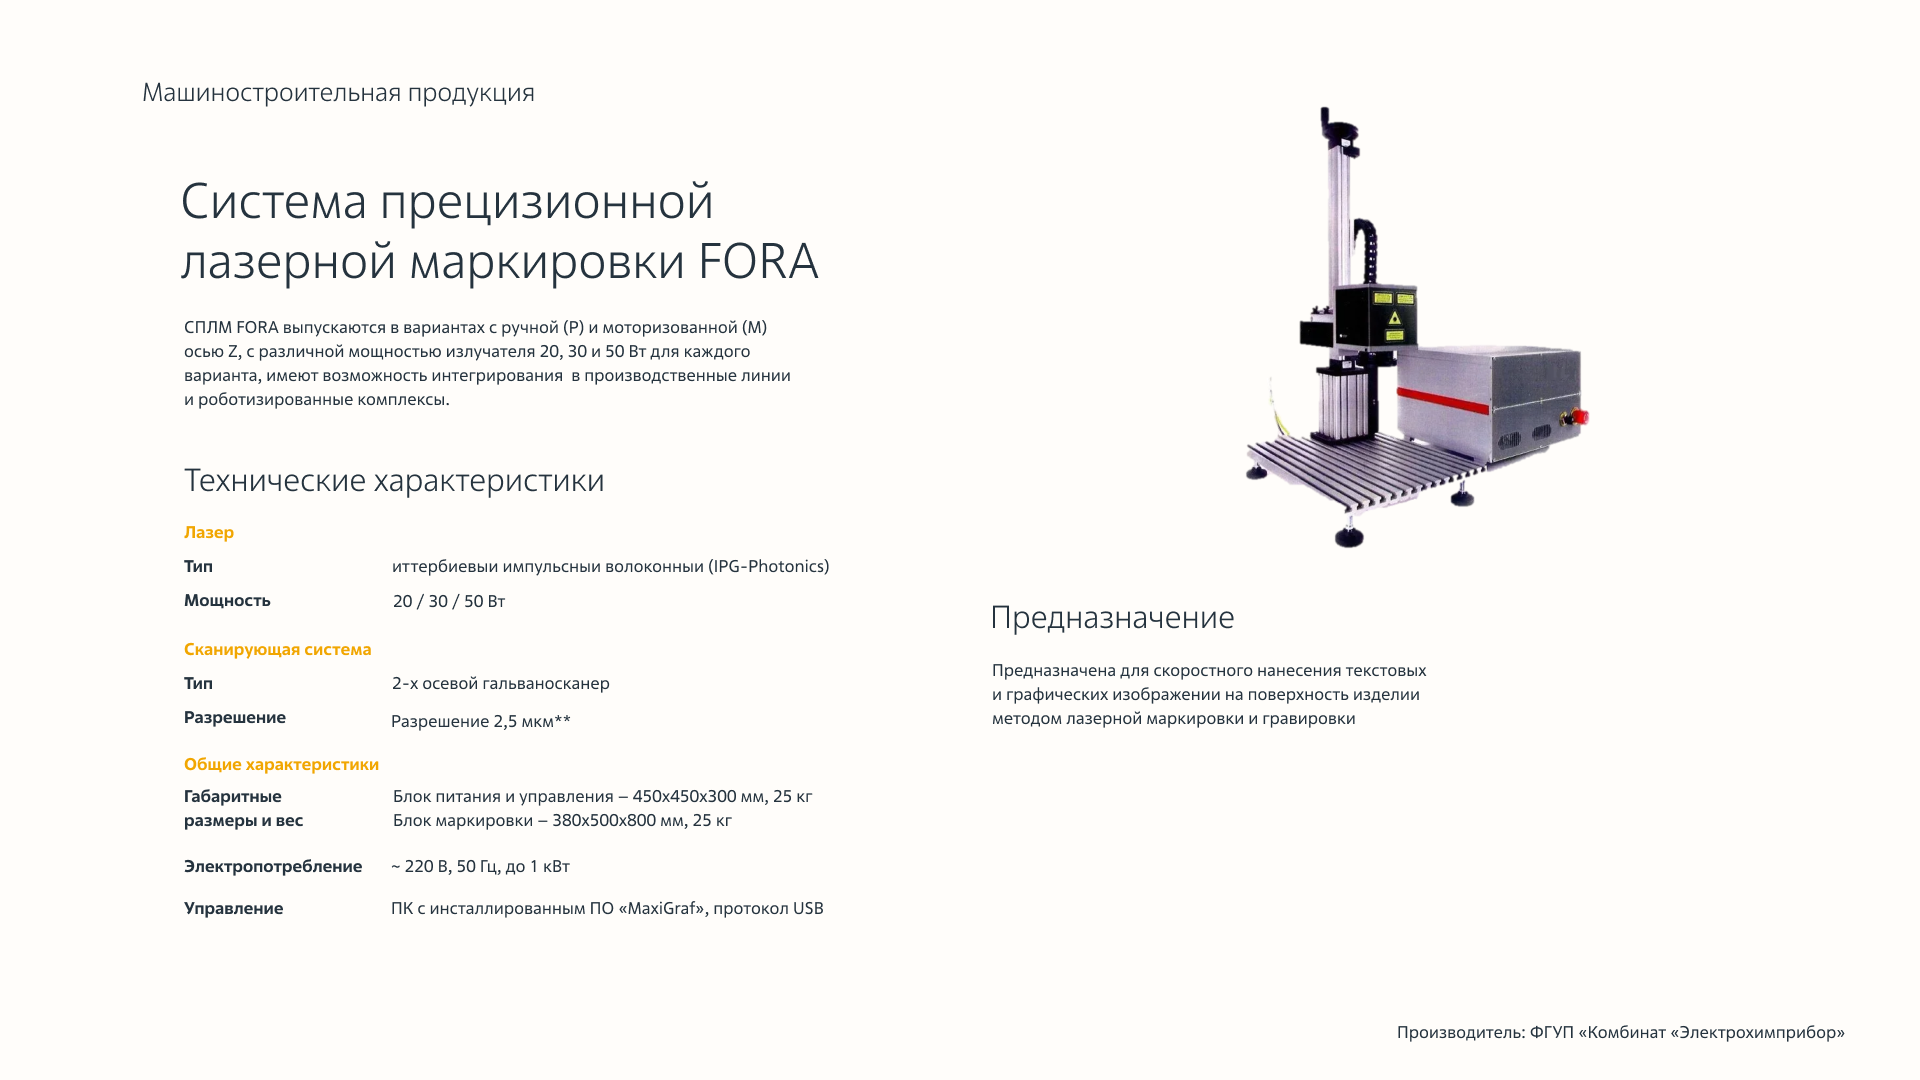 Машиностроительная продукция
Система прецизионной
лазерной маркировки FORA
СПЛМ FORA выпускаются в вариантах с ручной (Р) и моторизованной (М)
осью Z, с различной мощностью излучателя 20, 30 и 50 Вт для каждого
варианта, имеют возможность интегрирования  в производственные линии
и роботизированные комплексы.
Технические характеристики
Лазер
Тип иттербиевыи импульсныи волоконныи (IPG-Photonics)
Мощность 20 / 30 / 50 Вт
Сканирующая система
Тип 2-х осевой гальваносканер
Разрешение Разрешение 2,5 мкм**
Общие характеристики
Габаритные Блок питания и управления – 450х450х300 мм, 25 кг
размеры и вес Блок маркировки – 380х500х800 мм, 25 кг
Электропотребление ~ 220 В, 50 Гц, до 1 кВт
Управление ПК с инсталлированным ПО «MaxiGraf», протокол USB
Предназначение
Предназначена для скоростного нанесения текстовых
и графических изображении на поверхность изделии
методом лазерной маркировки и гравировки
Производитель: ФГУП «Комбинат «Электрохимприбор»